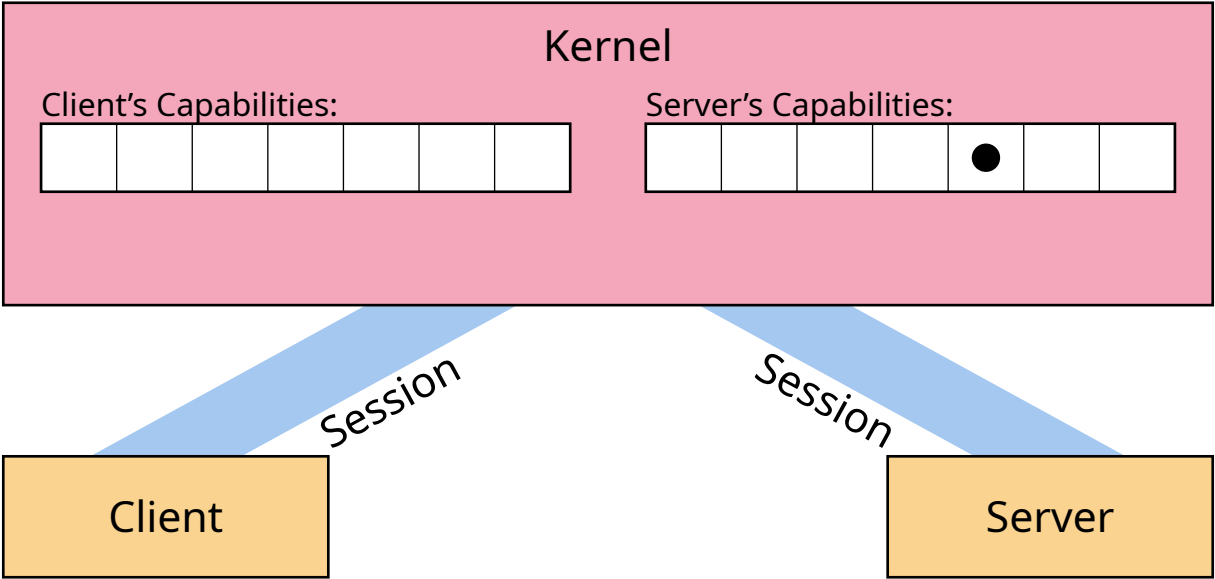 Kernel
Client’s Capabilities:
Server’s Capabilities:
Session
Session
Client
Server